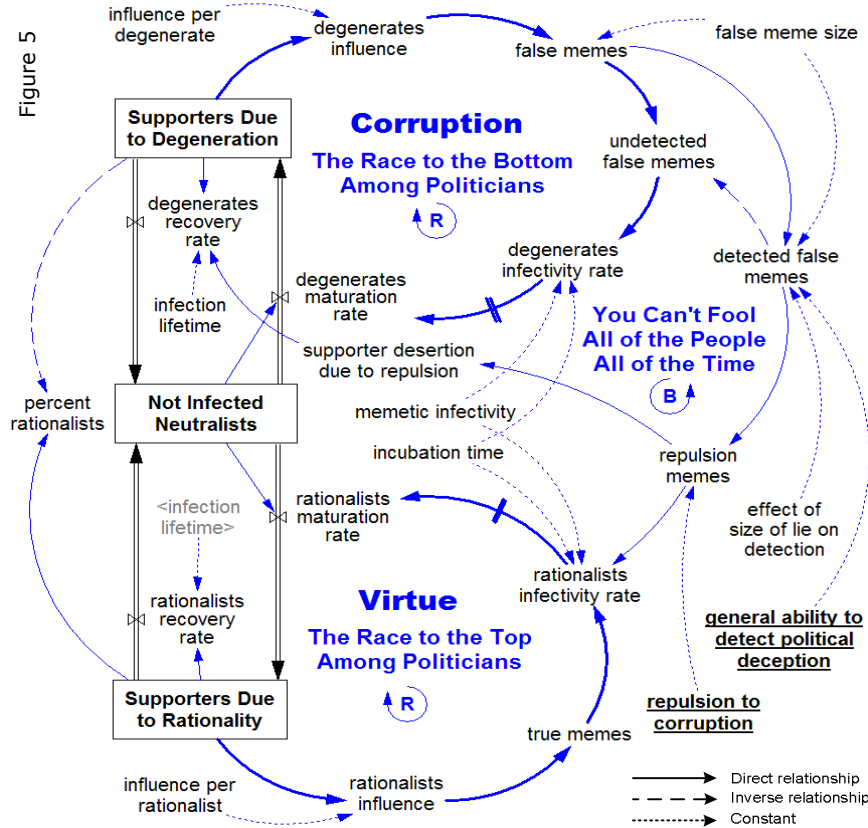 Figure 5
influence per
degenerate
degenerates
influence
false memes
false meme size
Supporters Due
to Degeneration
Corruption
The Race to the Bottom
Among Politicians
R
undetected
false memes
degenerates
recovery
rate
degenerates
infectivity rate
detected false
memes
infection
lifetime
degenerates
maturation
rate
You Can't Fool
All of the People
All of the Time
B
supporter desertion
due to repulsion
percent
rationalists
Not Infected
Neutralists
memetic infectivity
incubation time
repulsion
memes
<infection
lifetime>
rationalists
maturation
rate
effect of
size of lie on
detection
rationalists
recovery
rate
Virtue
The Race to the Top
Among Politicians
R
rationalists
infectivity rate
general ability to
detect political
deception
Supporters Due
to Rationality
repulsion to
corruption
true memes
influence per
rationalist
rationalists
influence
Direct relationship
Inverse relationship
Constant